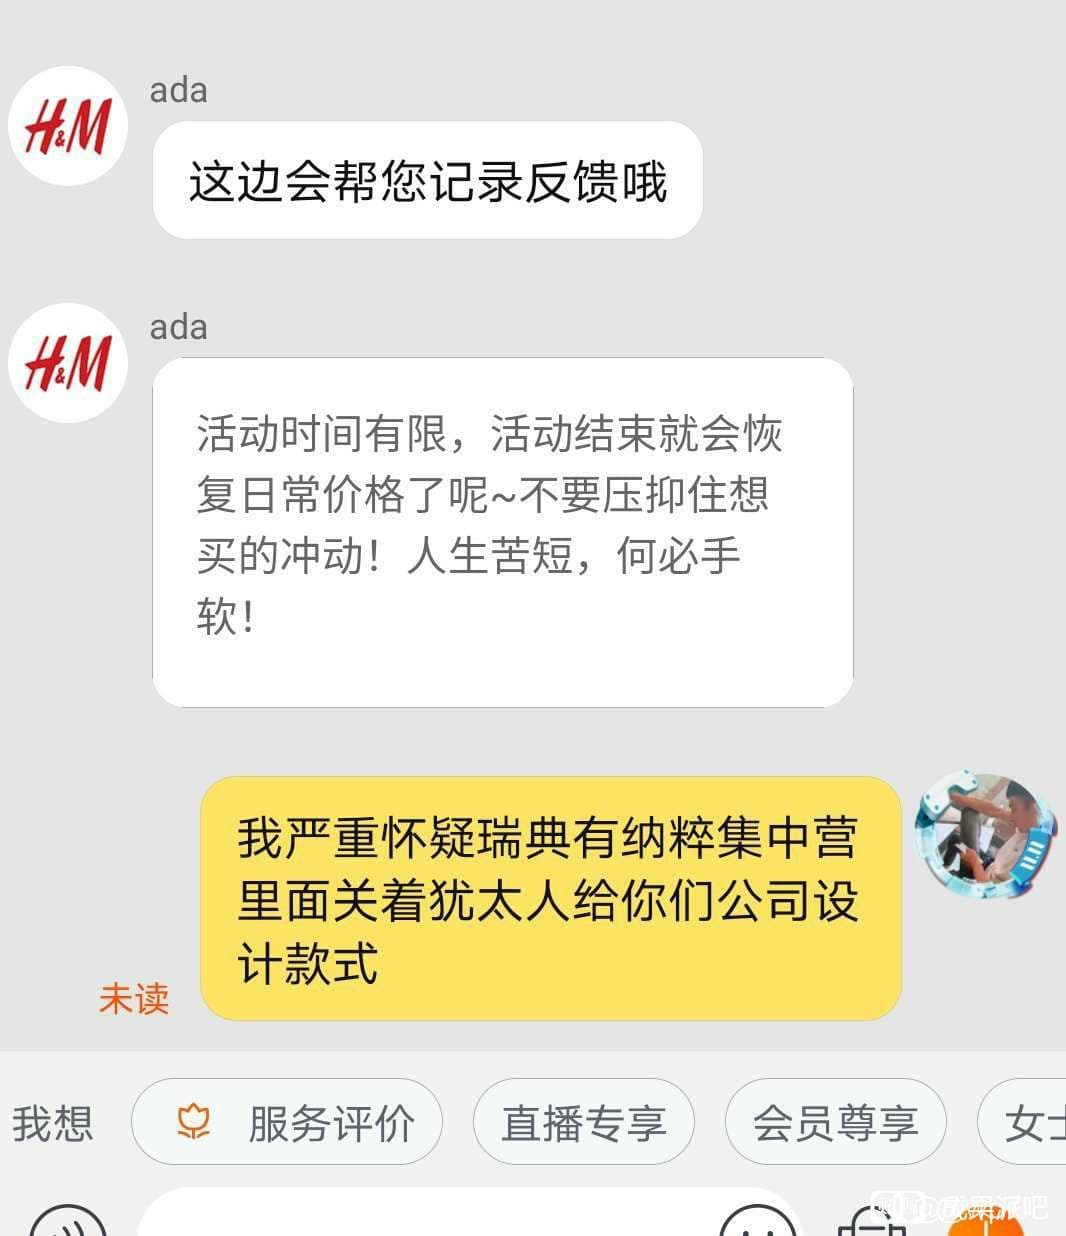 H&M
ada
这边会帮您记录反馈哦
H&M
ada
活动时间有限，活动结束就会恢
复日常价格了呢~不要压抑住想
买的冲动！人生苦短，何必手
软！
我严重怀疑瑞典有纳粹集中营
里面关着犹太人给你们公司设
计款式
未读
我想
服务评价
直播专享
会员尊享
女士